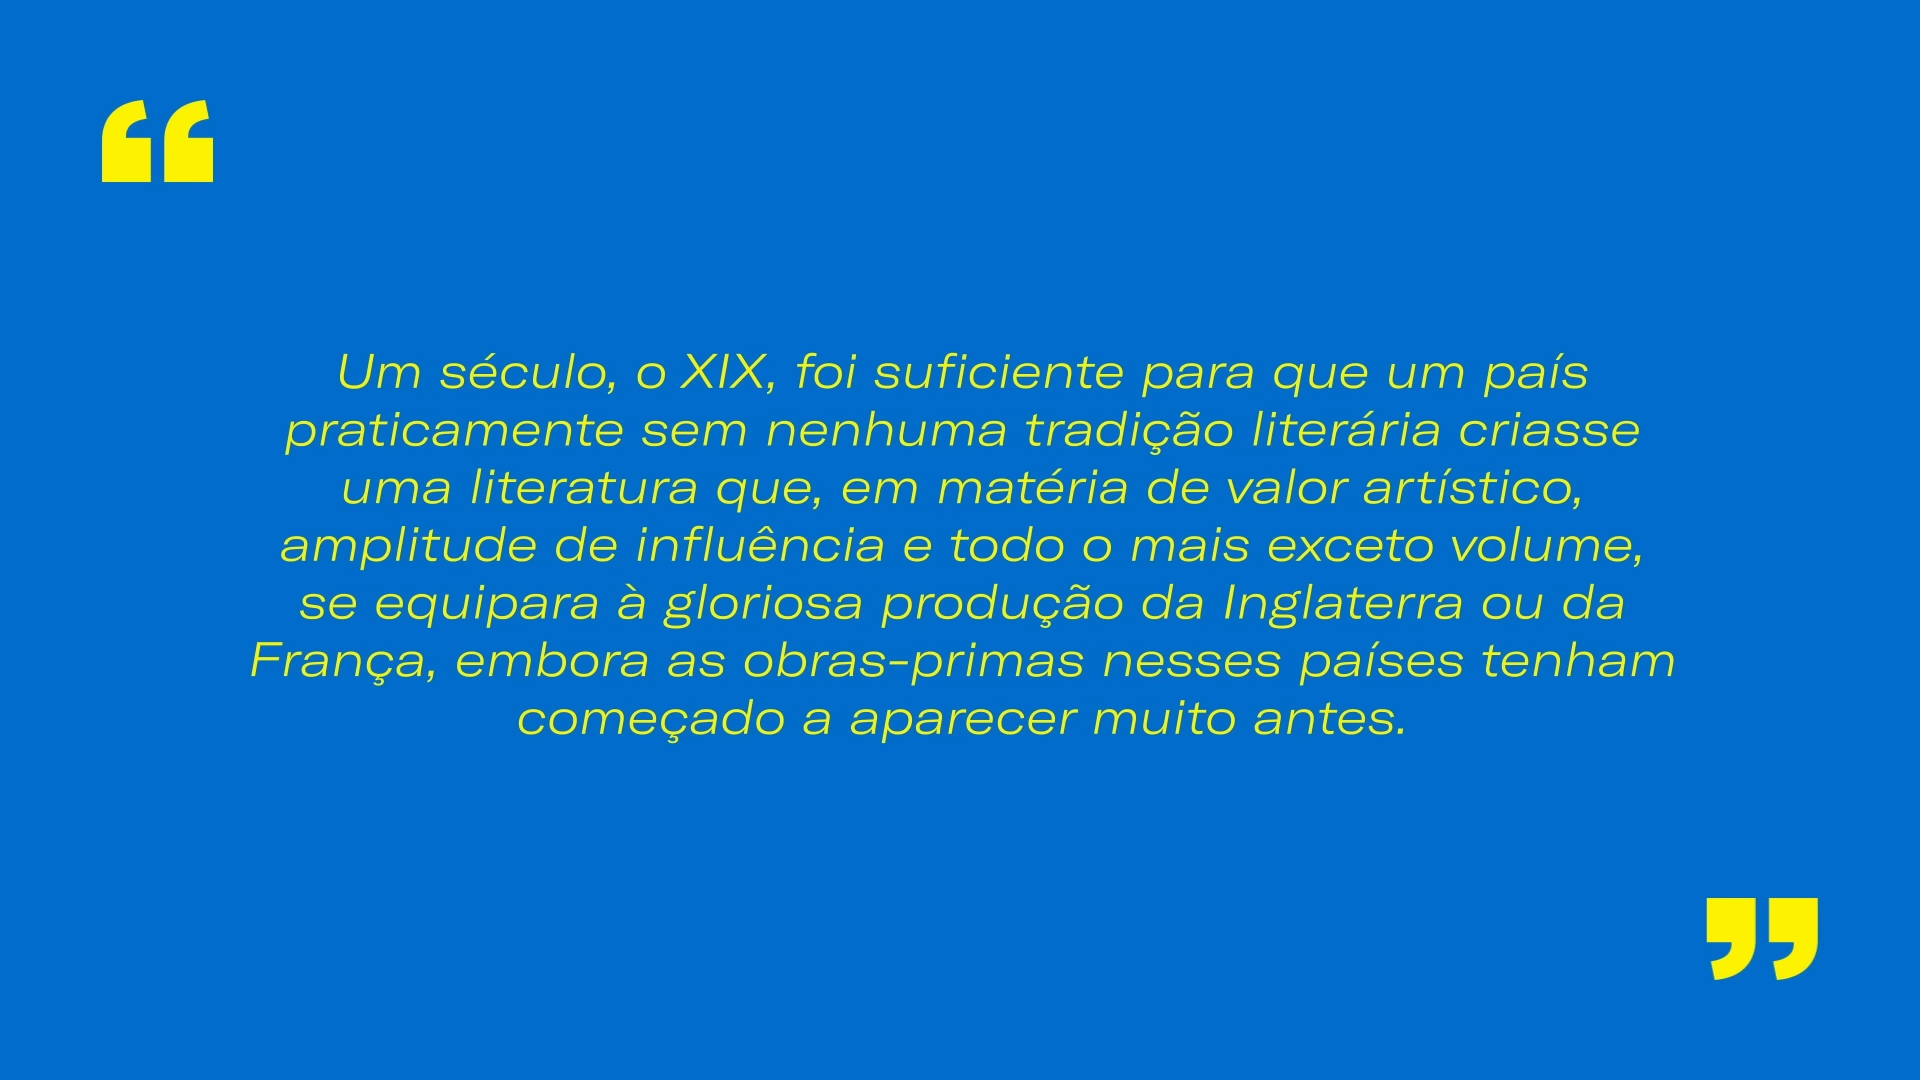 “
Um século, o XIX, foi suficiente para que um país
praticamente sem nenhuma tradição literária criasse
uma literatura que, em matéria de valor artístico,
amplitude de influência e todo o mais exceto volume,
se equipara à gloriosa produção da Inglaterra ou da
França, embora as obras-primas nesses países tenham
começado a aparecer muito antes.
”